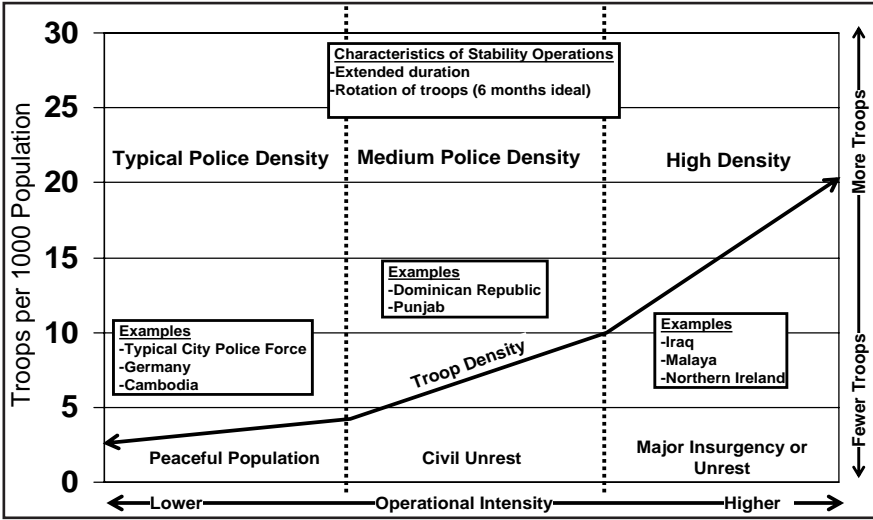 Troops per 1000 Population
30
25
20
15
10
5
0
Characteristics of Stability Operations
-Extended duration
-Rotation of troops (6 months ideal)
Typical Police Density
Medium Police Density
High Density
Examples
-Typical City Police Force
-Germany
-Cambodia
Examples
-Dominican Republic
-Punjab
Examples
-Iraq
-Malaya
-Northern Ireland
Troop Density
Peaceful Population
Civil Unrest
Major Insurgency or
Unrest
Lower
Operational Intensity
Higher
More Troops
Fewer Troops